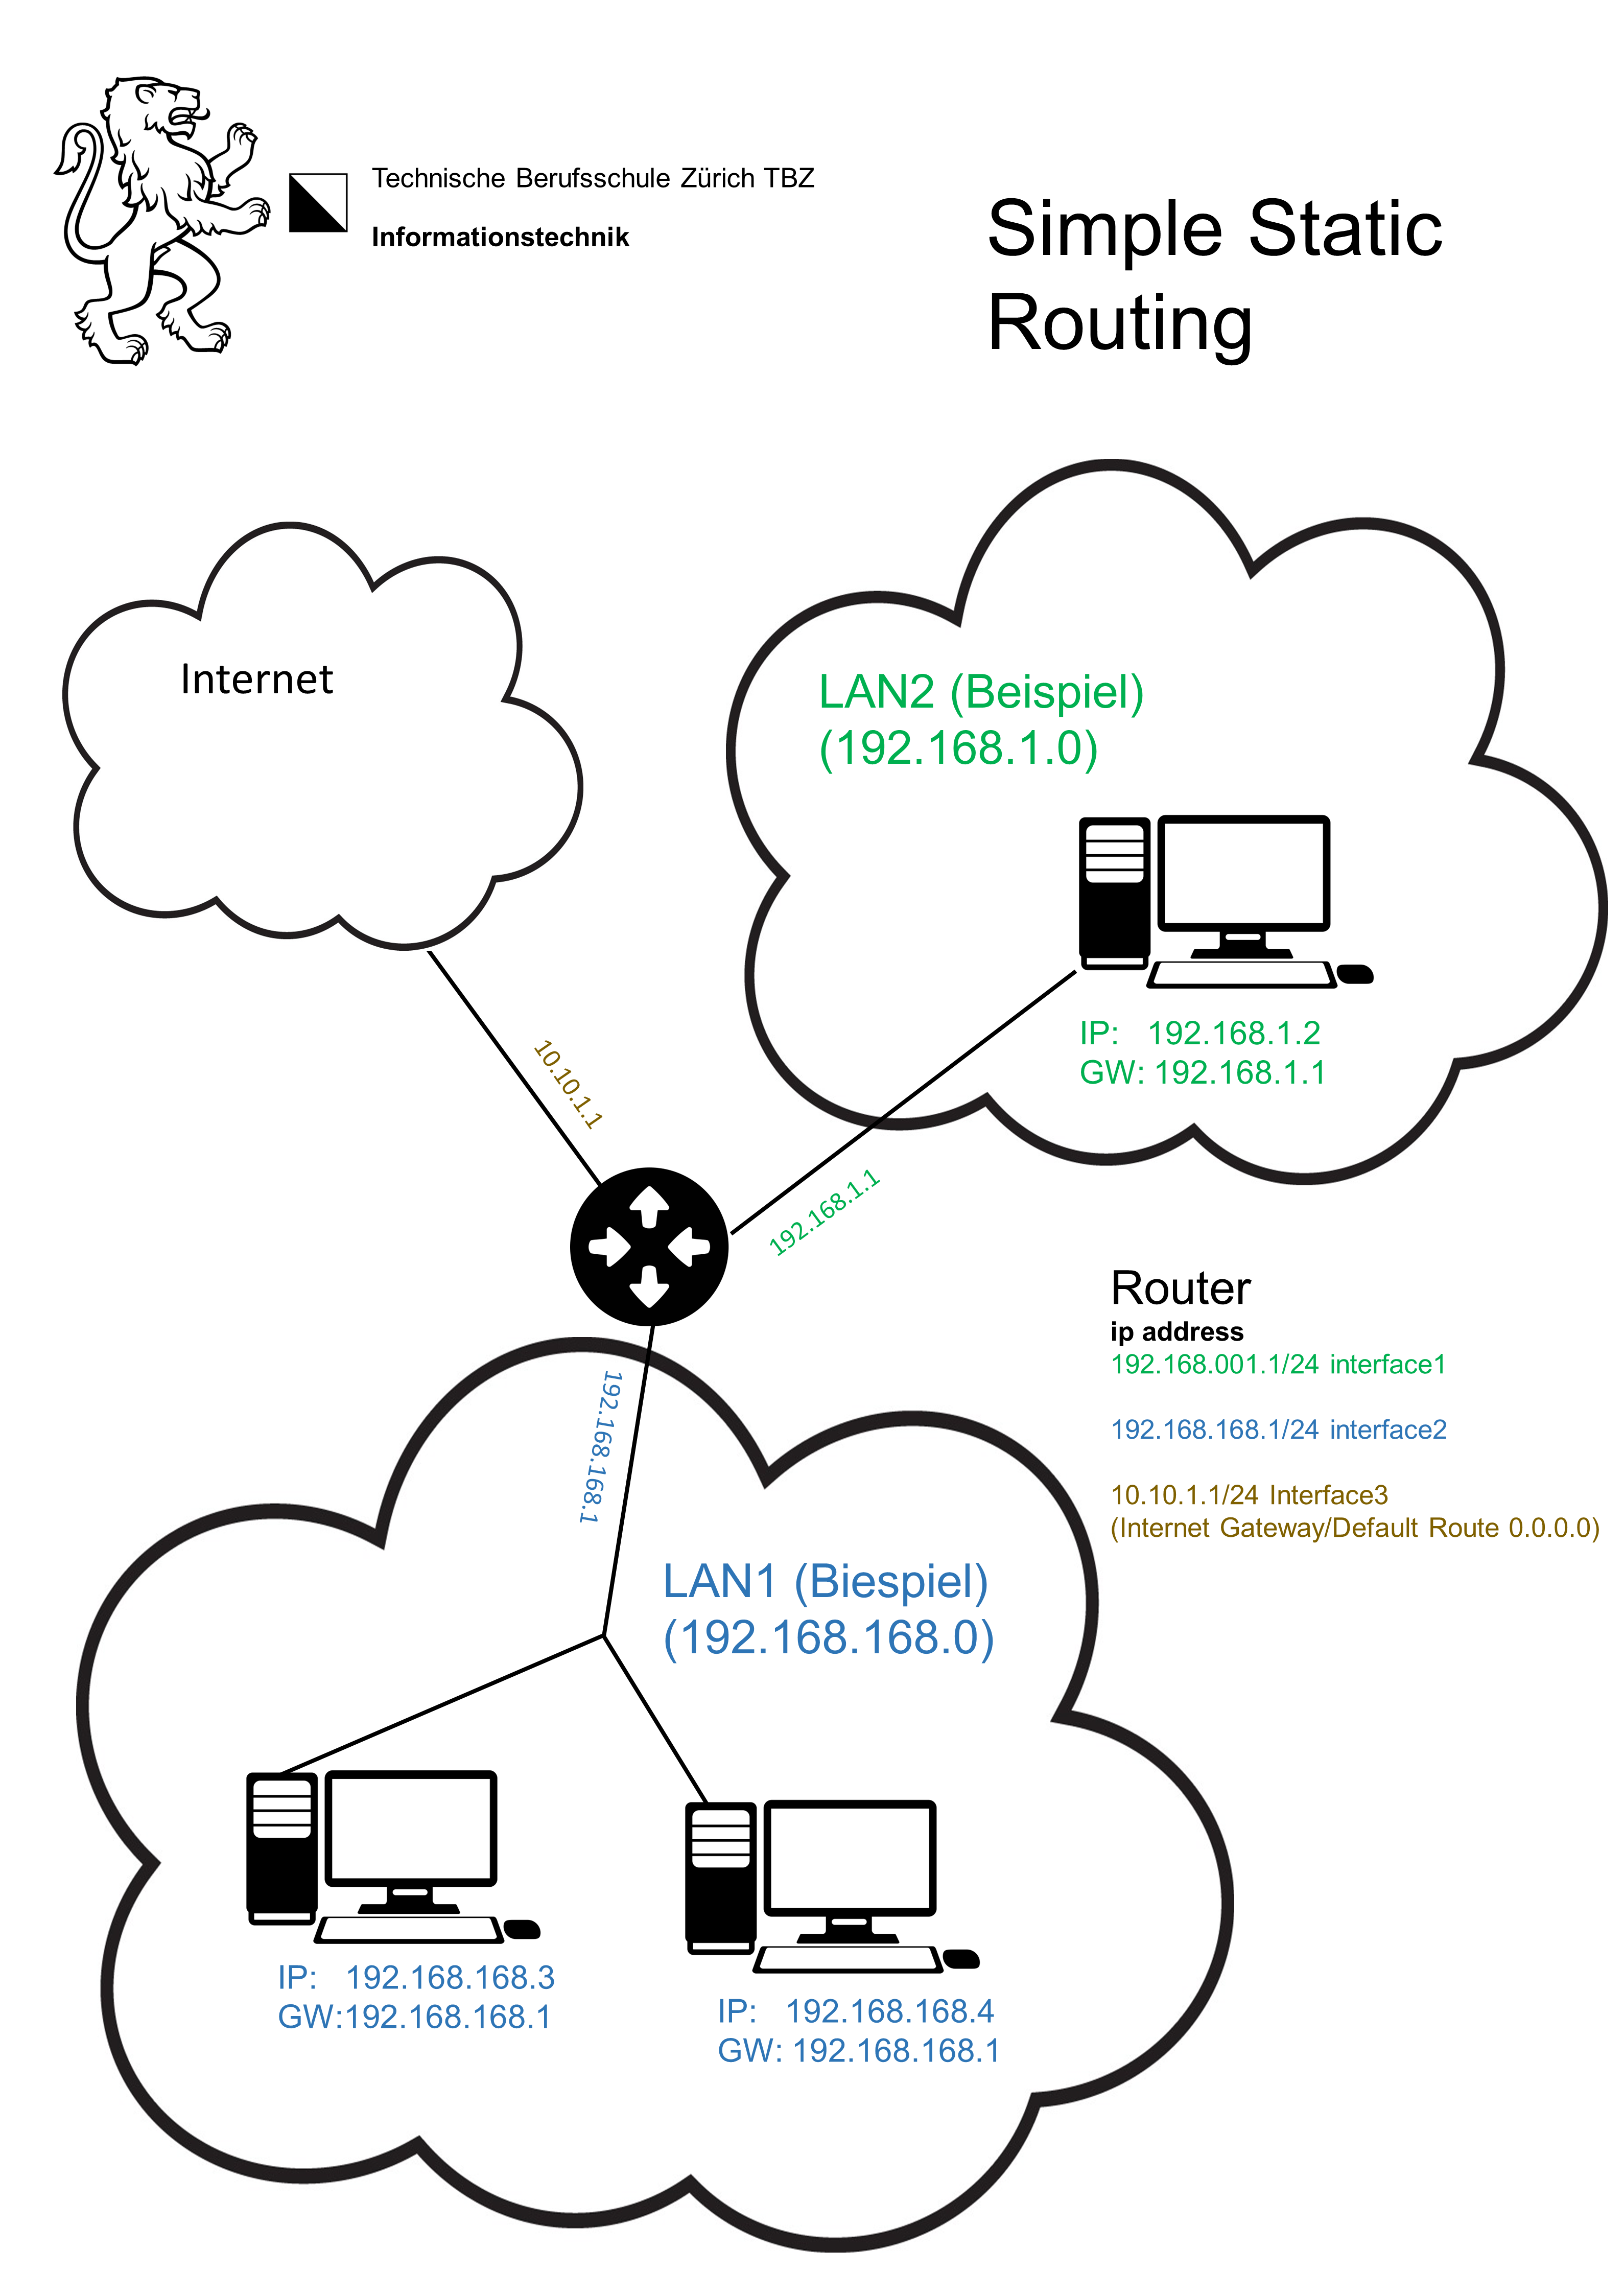 Technische Berufsschule Zürich TBZ
Informationstechnik
Simple Static
Routing
Internet
LAN2 (Beispiel)
(192.168.1.0)
IP: 192.168.1.2
GW: 192.168.1.1
10.10.1.1
192.168.1.1
Router
ip address
192.168.001.1/24 interface1
192.168.168.1/24 interface2
10.10.1.1/24 Interface3
(Internet Gateway/Default Route 0.0.0.0)
192.168.168.1
LAN1 (Biespiel)
(192.168.168.0)
IP: 192.168.168.3
GW:192.168.168.1
IP: 192.168.168.4
GW: 192.168.168.1